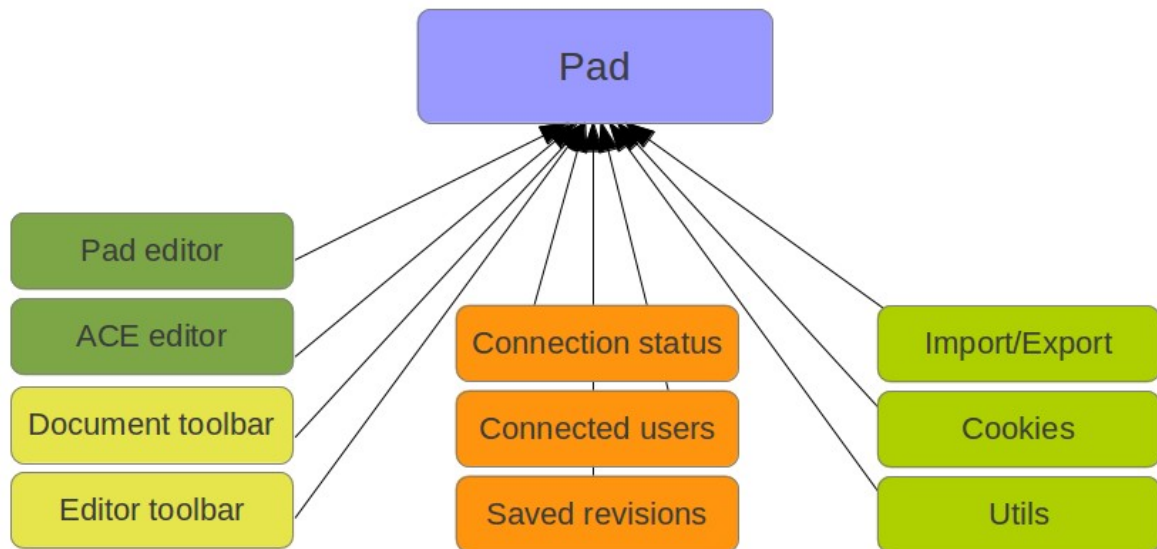 Pad
Pad editor
ACE editor
Document toolbar
Editor toolbar
Connection status
Connected users
Saved revisions
Import/Export
Cookies
Utils